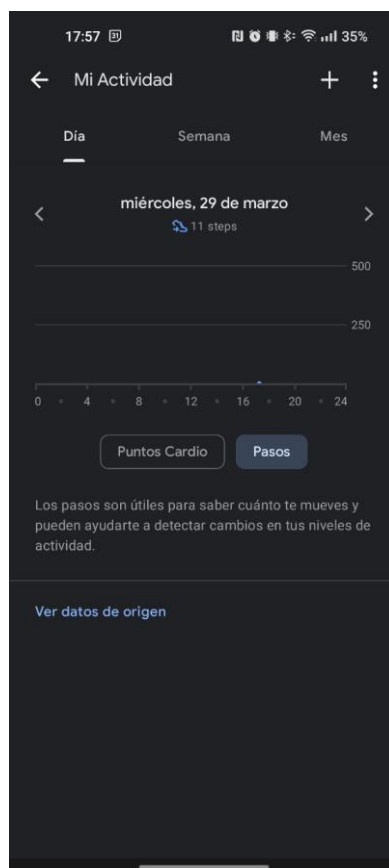 17:57 31 35%
Mi Actividad
Día Semana Mes
miércoles, 29 de marzo
11 steps
500
250
0 4 8 12 16 20 24
Puntos Cardio Pasos
Los pasos son útiles para saber cuánto te mueves y
pueden ayudarte a detectar cambios en tus niveles de
actividad.
Ver datos de origen